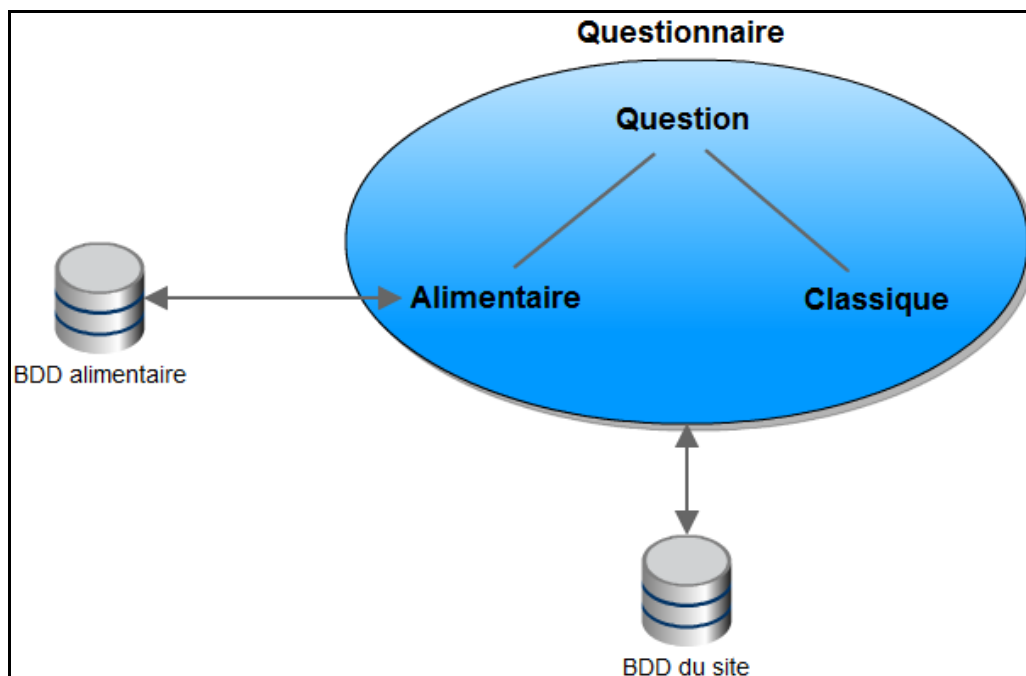 Questionnaire
Question
Alimentaire
Classique
BDD alimentaire
BDD du site